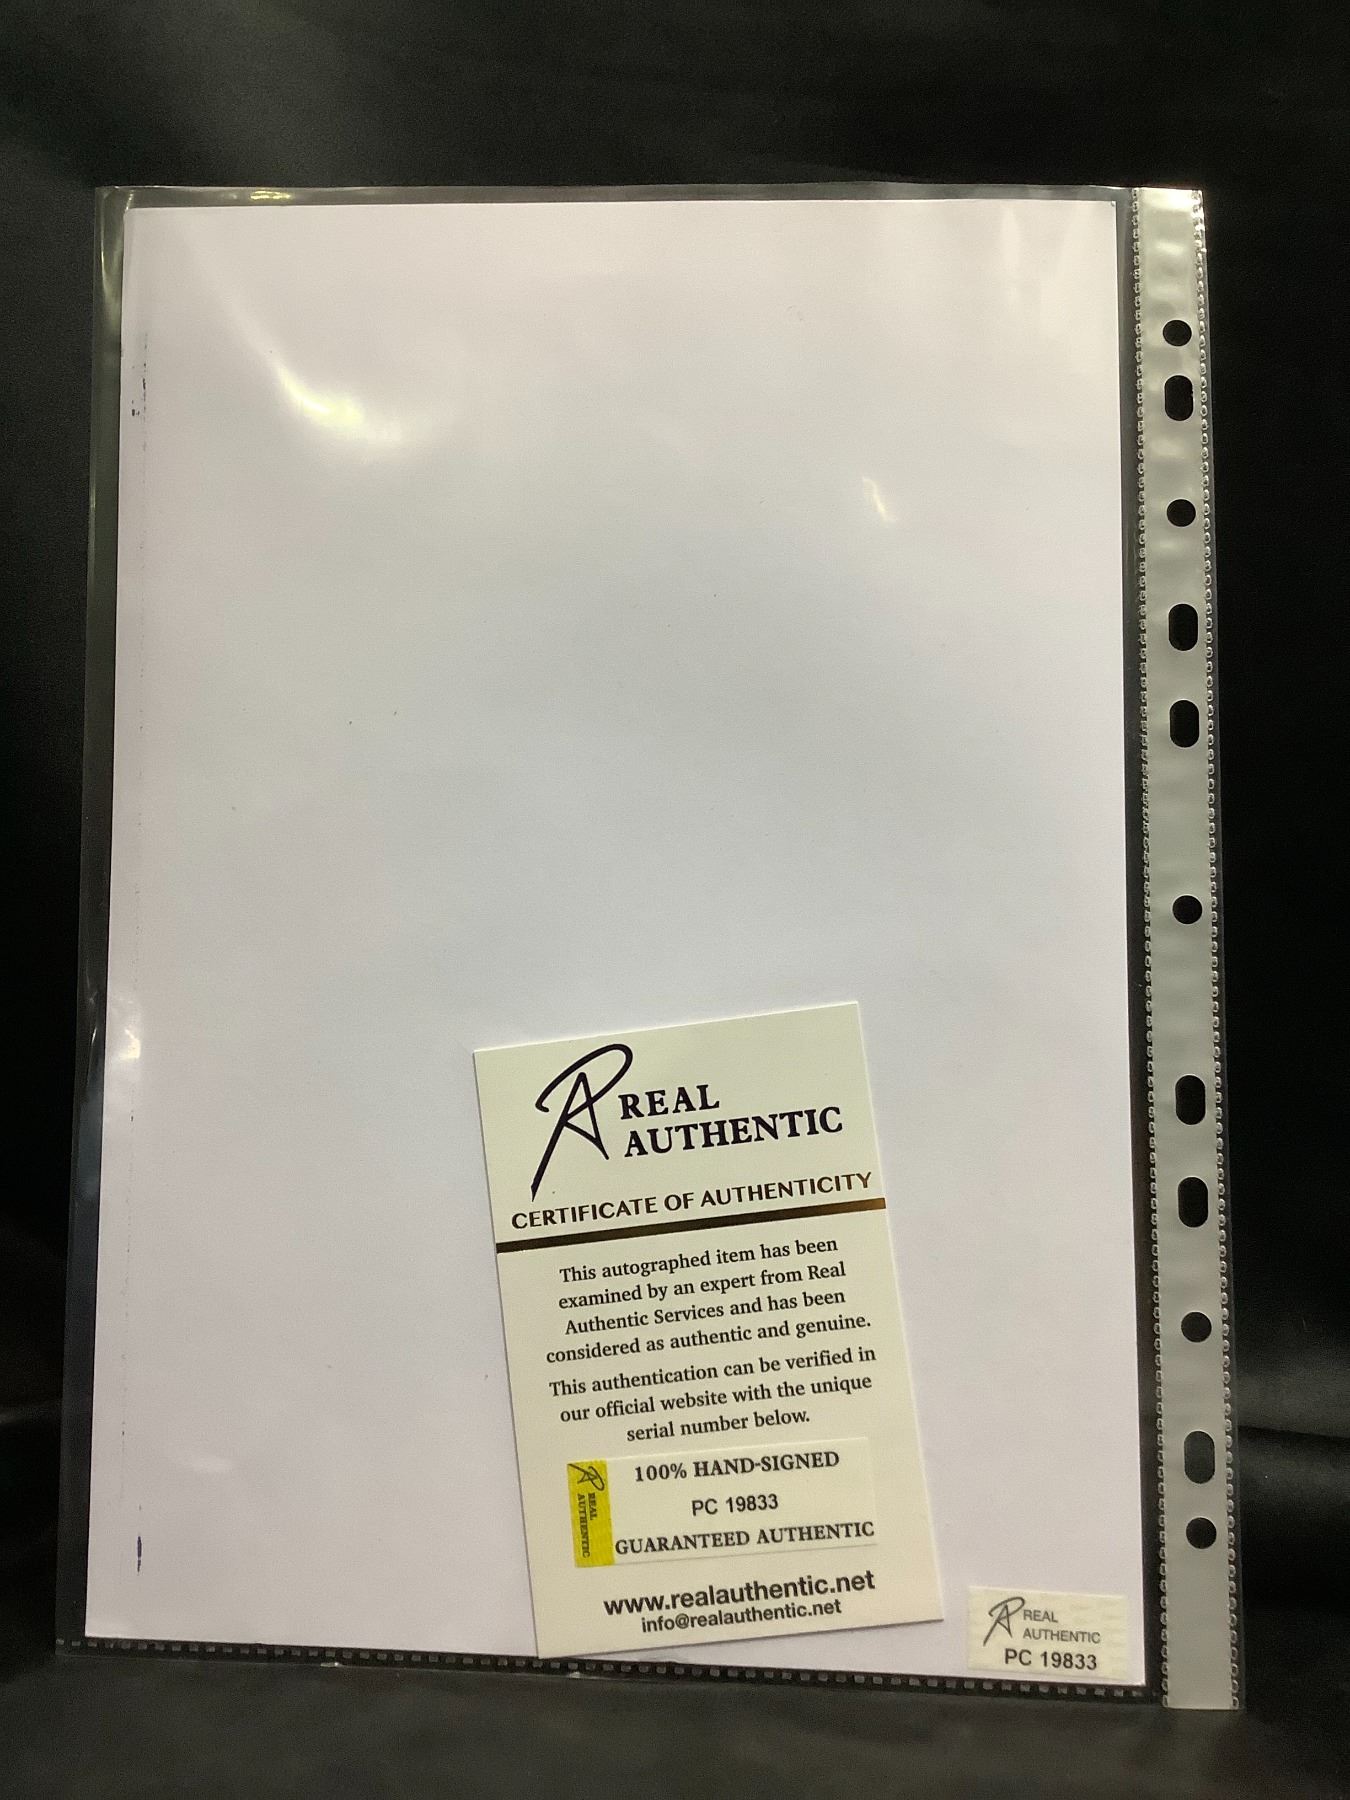 REAL
AUTHENTIC
CERTIFICATE OF AUTHENTICITY
This autographed item has been
examined by an expert from Real
Authentic Services and has been
considered as authentic and genuine.
This authentication can be verified in
our official website with the unique
serial number below.
REAL
AUTHENTIC
100% HAND-SIGNED
PC 19833
GUARANTEED AUTHENTIC
www.realauthentic.net
info@realauthentic.net
REAL
AUTHENTIC
PC 19833